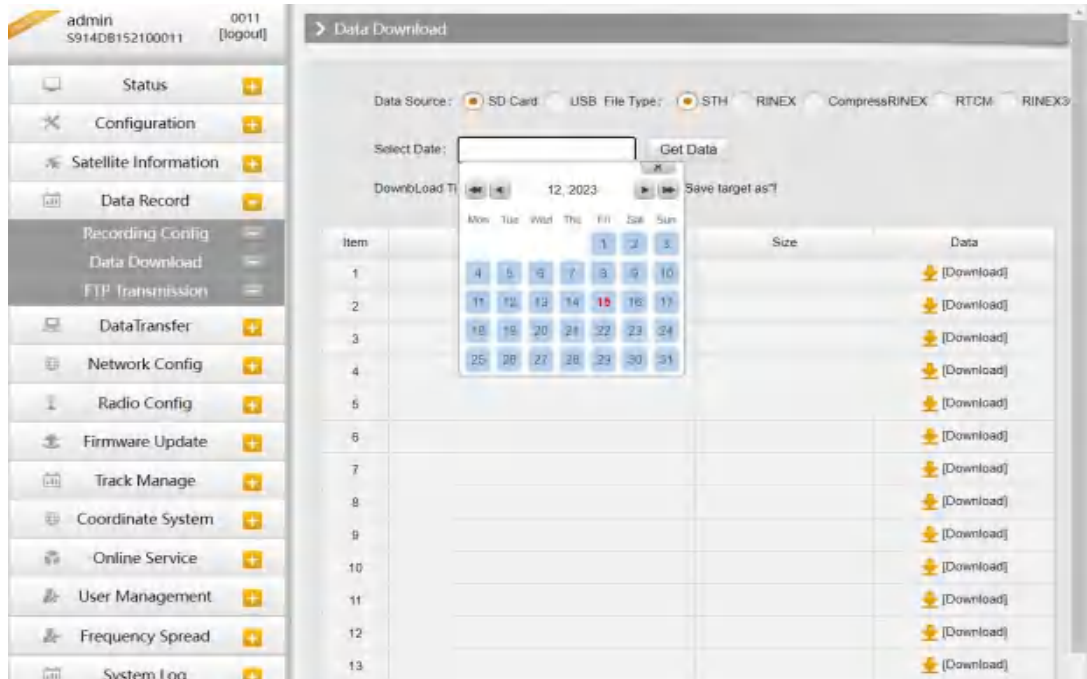 admin 0011
S914DB152100011 [logout]
Status
Configuration
Satellite Information
Data Record
Recording Config
Data Download
FTP Transmission
DataTransfer
Network Config
Radio Config
Firmware Update
Track Manage
Coordinate System
Online Service
User Management
Frequency Spread
System Log
Data Download
Data Source: SD Card USB File Type: STH RINEX CompressRINEX RTCM RINEX3
Select Date: Get Data
DownbLoad Ti Save target as"!
12, 2023
Mon Tue Wed Thu Fri Sat Sun
1 2 3
4 5 6 7 8 9 10
11 12 13 14 15 16 17
18 19 20 21 22 23 24
25 26 27 28 29 30 31
Item Size Data
1 [Download]
2 [Download]
3 [Download]
4 [Download]
5 [Download]
6 [Download]
7 [Download]
8 [Download]
9 [Download]
10 [Download]
11 [Download]
12 [Download]
13 [Download]